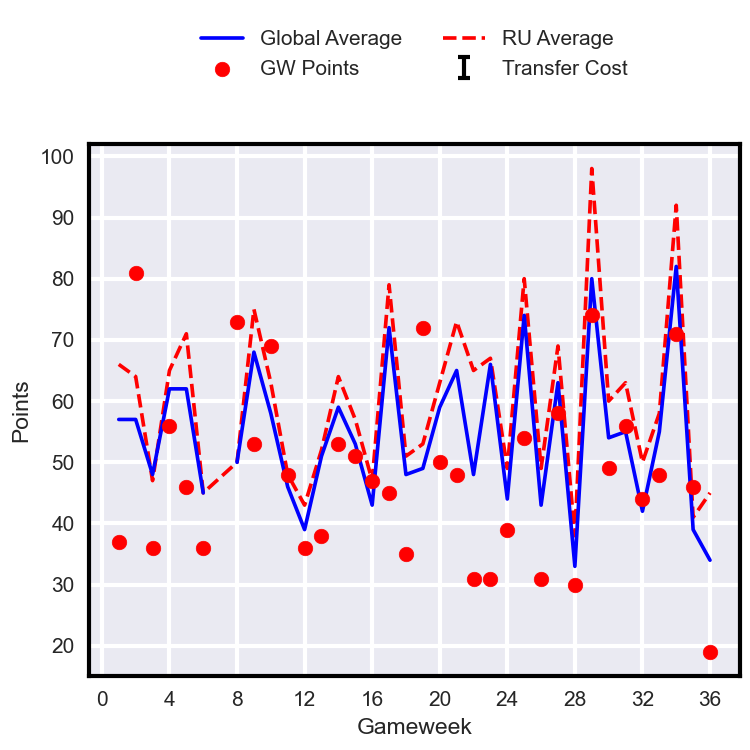 Global Average
RU Average
GW Points
Transfer Cost
100
90
80
70
60
50
40
30
20
Points
0 4 8 12 16 20 24 28 32 36
Gameweek